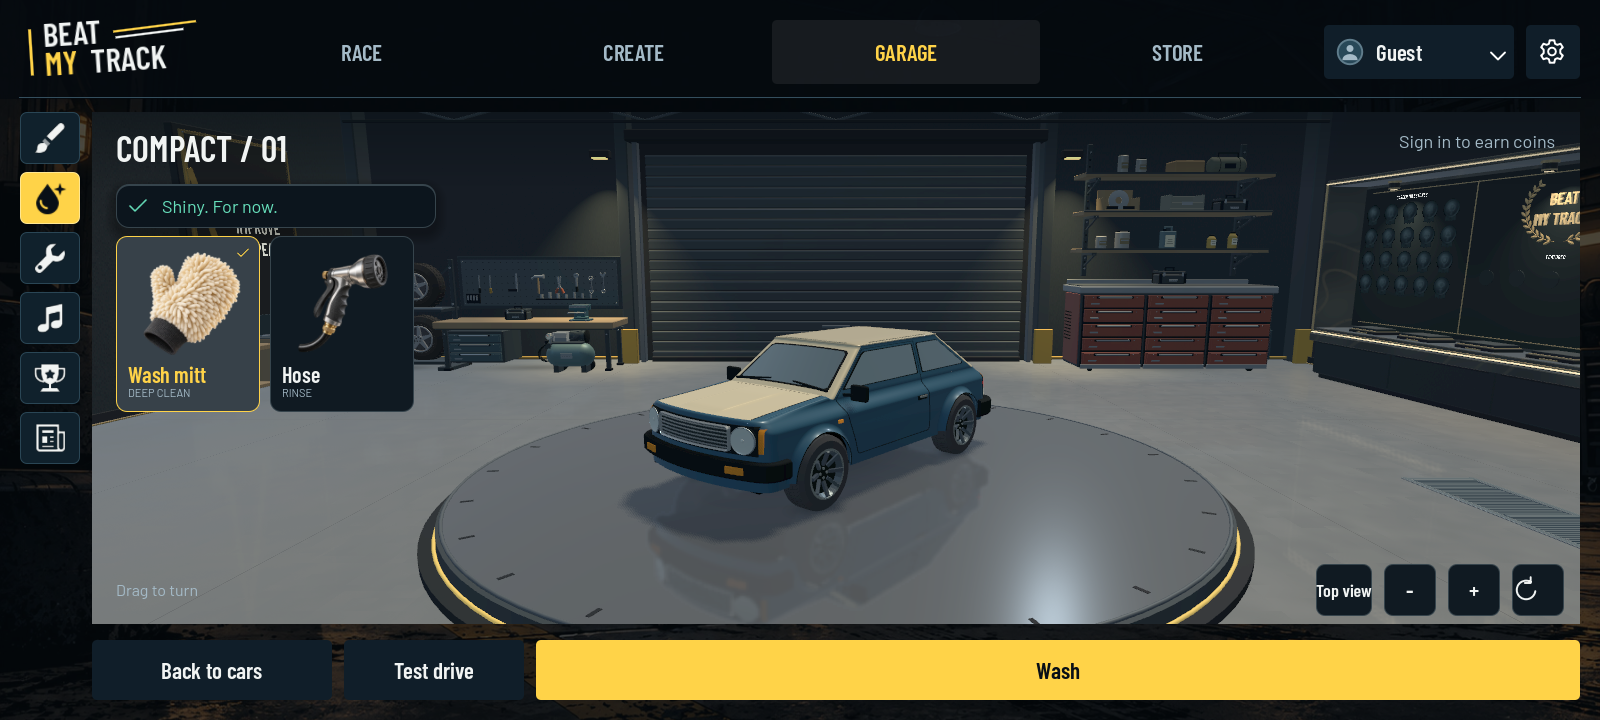 BEAT
MY TRACK
RACE
CREATE
GARAGE
STORE
Guest
COMPACT / 01
Sign in to earn coins
Shiny. For now.
BEAT
Wash mitt
DEEP CLEAN
Hose
RINSE
Drag to turn
Top view
-
+
Back to cars
Test drive
Wash